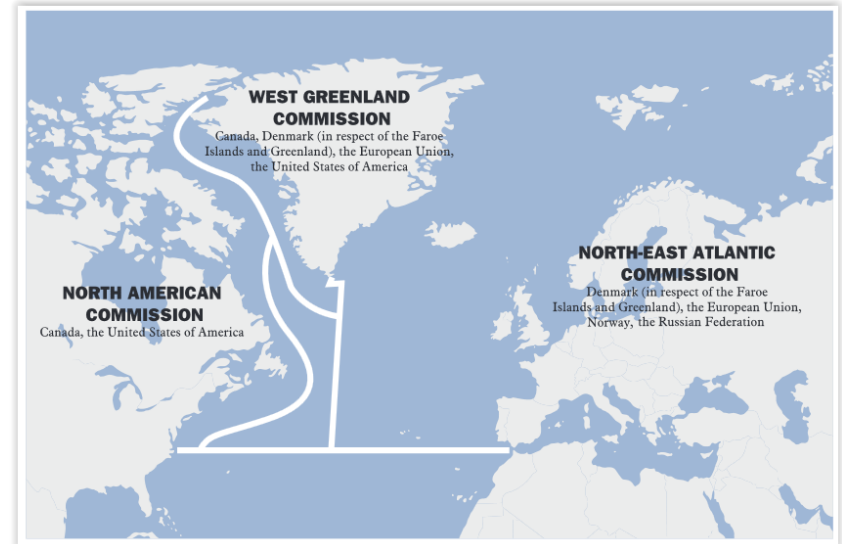 WEST GREENLAND
COMMISSION
Canada, Denmark (in respect of the Faroe
Islands and Greenland), the European Union,
the United States of America
NORTH-EAST ATLANTIC
COMMISSION
Denmark (in respect of the Faroe
Islands and Greenland), the European Union,
Norway, the Russian Federation
NORTH AMERICAN
COMMISSION
Canada, the United States of America